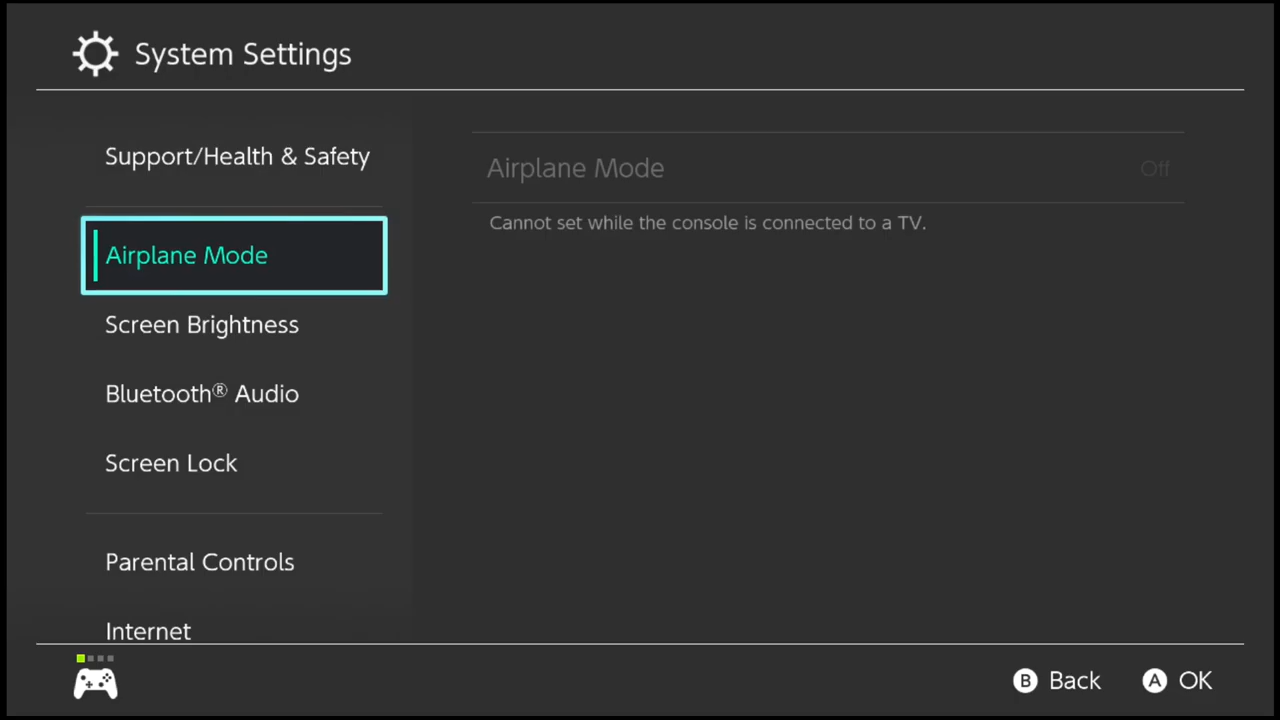 System Settings
Support/Health & Safety
Airplane Mode
Screen Brightness
Bluetooth® Audio
Screen Lock
Parental Controls
Internet
Airplane Mode Off
Cannot set while the console is connected to a TV.
B Back A OK